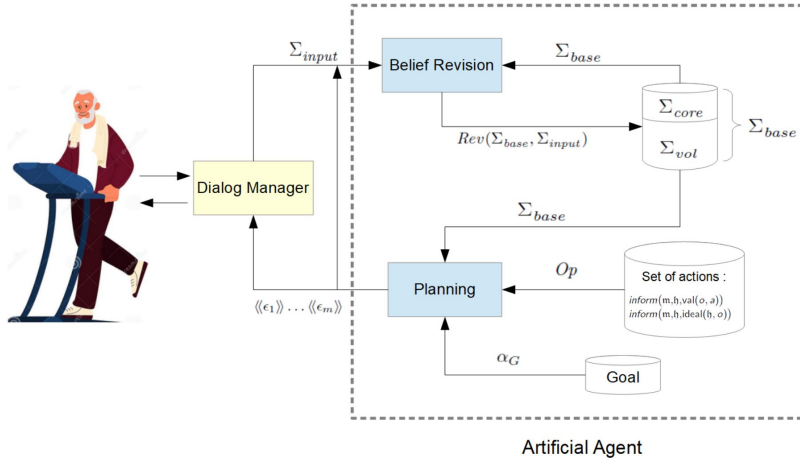 Σ_input
Belief Revision
Σ_base
Σ_core
Σ_vol
Σ_base
Rev(Σ_base, Σ_input)
Dialog Manager
Σ_base
Planning
Op
Set of actions :
inform(𝔪,𝔥,val(o, a))
inform(𝔪,𝔥,ideal(𝔥, o))
⟪ϵ_1⟫ … ⟪ϵ_m⟫
α_G
Goal
Artificial Agent